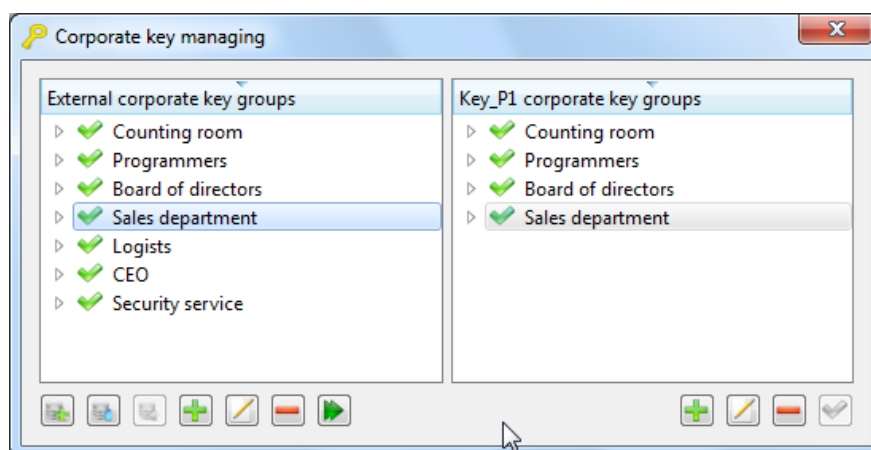 Corporate key managing
External corporate key groups
Counting room
Programmers
Board of directors
Sales department
Logists
CEO
Security service
Key_P1 corporate key groups
Counting room
Programmers
Board of directors
Sales department